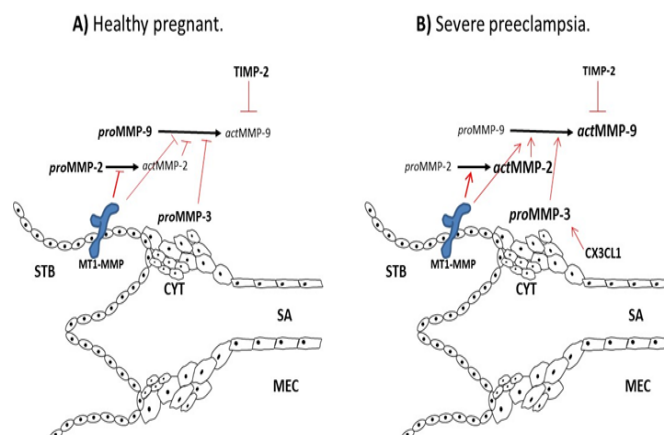 A) Healthy pregnant.
TIMP-2
proMMP-9
actMMP-9
proMMP-2
actMMP-2
proMMP-3
MT1-MMP
STB
CYT
SA
MEC
B) Severe preeclampsia.
TIMP-2
proMMP-9
actMMP-9
proMMP-2
actMMP-2
proMMP-3
CX3CL1
MT1-MMP
STB
CYT
SA
MEC